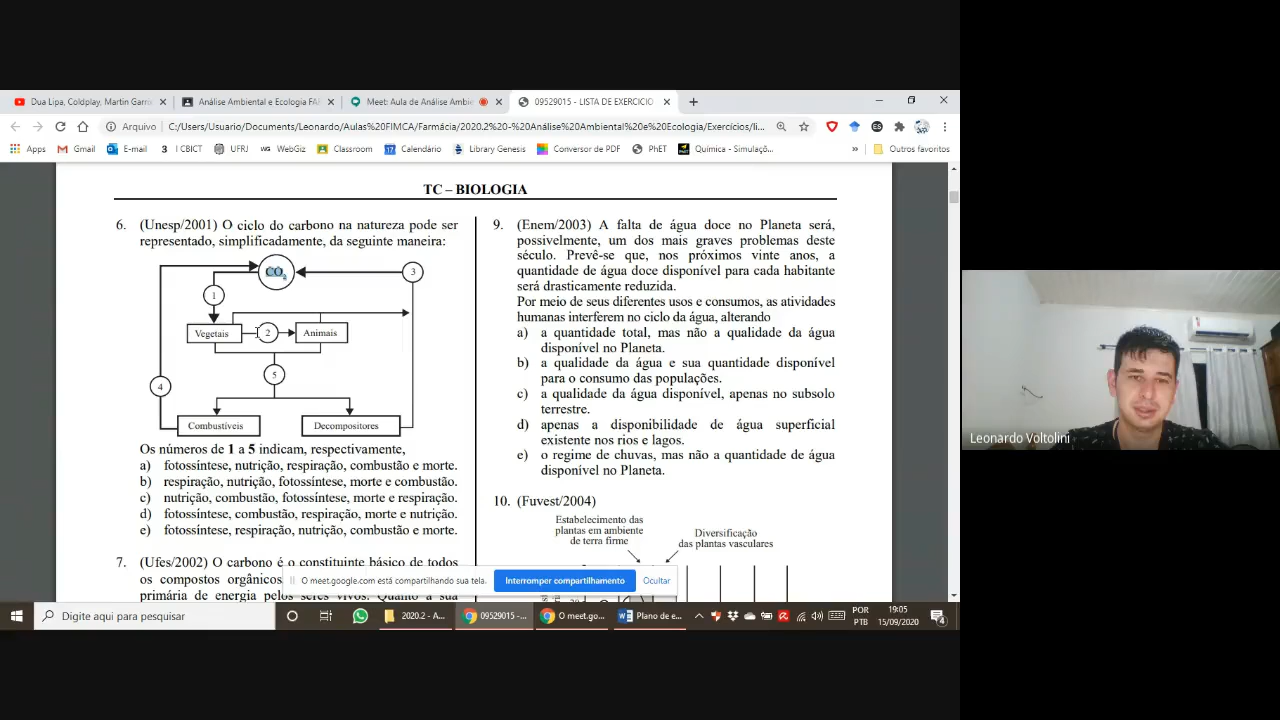 Dua Lipa, Coldplay, Martin Garri
Análise Ambiental e Ecologia FA
Meet: Aula de Análise Ambie
09529015 - LISTA DE EXERCICIO
Arquivo
C:/Users/Usuario/Documents/Leonardo/Aulas%20FIMCA/Farmácia/2020.2%20-%20Análise%20Ambiental%20e%20Ecologia/Exercícios/li...
Apps
Gmail
E-mail
I CBICT
UFRJ
WebGiz
Classroom
Calendário
Library Genesis
Conversor de PDF
PhET
Química - Simulaçõ...
»
Outros favoritos
TC – BIOLOGIA
6. (Unesp/2001) O ciclo do carbono na natureza pode ser
representado, simplificadamente, da seguinte maneira:
CO2
3
1
Vegetais
2
Animais
5
4
Combustíveis
Decompositores
Os números de 1 a 5 indicam, respectivamente,
a) fotossíntese, nutrição, respiração, combustão e morte.
b) respiração, nutrição, fotossíntese, morte e combustão.
c) nutrição, combustão, fotossíntese, morte e respiração.
d) fotossíntese, combustão, respiração, morte e nutrição.
e) fotossíntese, respiração, nutrição, combustão e morte.
7. (Ufes/2002) O carbono é o constituinte básico de todos
os compostos orgânicos
primária de energia pelos seres vivos. Quanto a sua
9. (Enem/2003) A falta de água doce no Planeta será,
possivelmente, um dos mais graves problemas deste
século. Prevê-se que, nos próximos vinte anos, a
quantidade de água doce disponível para cada habitante
será drasticamente reduzida.
Por meio de seus diferentes usos e consumos, as atividades
humanas interferem no ciclo da água, alterando
a) a quantidade total, mas não a qualidade da água
disponível no Planeta.
b) a qualidade da água e sua quantidade disponível
para o consumo das populações.
c) a qualidade da água disponível, apenas no subsolo
terrestre.
d) apenas a disponibilidade de água superficial
existente nos rios e lagos.
e) o regime de chuvas, mas não a quantidade de água
disponível no Planeta.
10. (Fuvest/2004)
Estabelecimento das
plantas em ambiente
de terra firme
Diversificação
das plantas vasculares
O meet.google.com está compartilhando sua tela.
Interromper compartilhamento
Ocultar
Leonardo Voltolini
Digite aqui para pesquisar
2020.2 - A...
09529015 -...
O meet.go...
Plano de e...
POR
PTB
19:05
15/09/2020
4